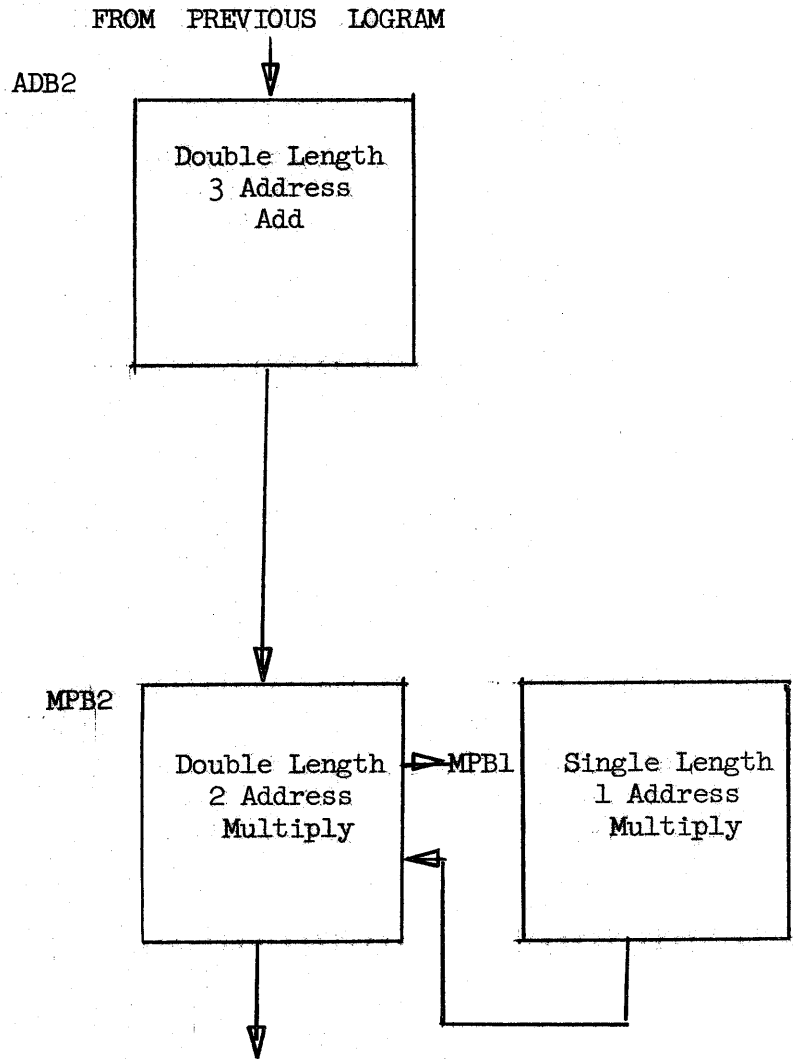 FROM PREVIOUS LOGRAM
ADB2
Double Length
3 Address
Add
MPB2
Double Length
2 Address
Multiply
MPB1
Single Length
1 Address
Multiply